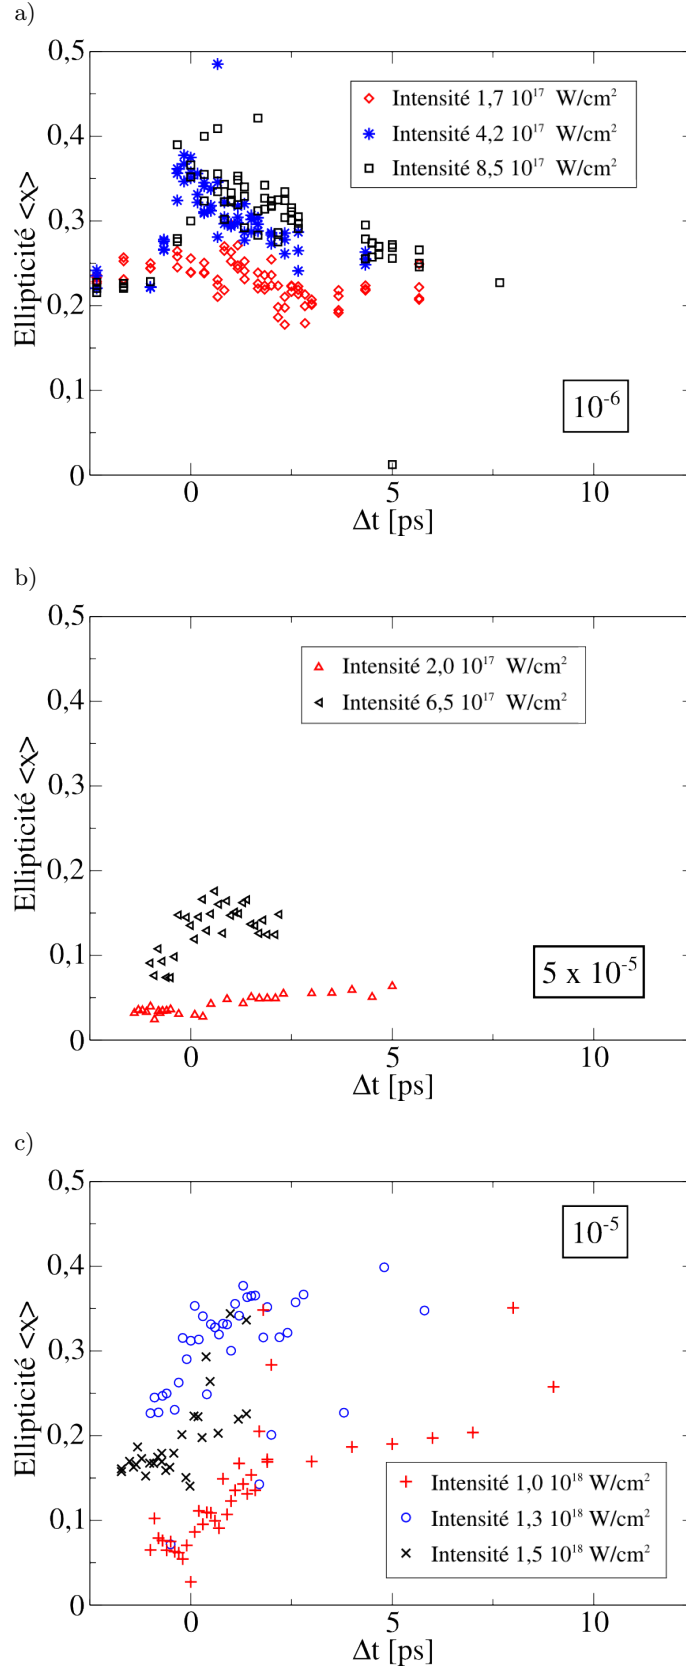 a)
0,5
0,4
0,3
0,2
0,1
0
Ellipticité <χ>
Intensité 1,7 10¹⁷ W/cm²
Intensité 4,2 10¹⁷ W/cm²
Intensité 8,5 10¹⁷ W/cm²
10⁻⁶
0 5 10
Δt [ps]
b)
0,5
0,4
0,3
0,2
0,1
0
Ellipticité <χ>
Intensité 2,0 10¹⁷ W/cm²
Intensité 6,5 10¹⁷ W/cm²
5 x 10⁻⁵
0 5 10
Δt [ps]
c)
0,5
0,4
0,3
0,2
0,1
0
Ellipticité <χ>
10⁻⁵
Intensité 1,0 10¹⁸ W/cm²
Intensité 1,3 10¹⁸ W/cm²
Intensité 1,5 10¹⁸ W/cm²
0 5 10
Δt [ps]